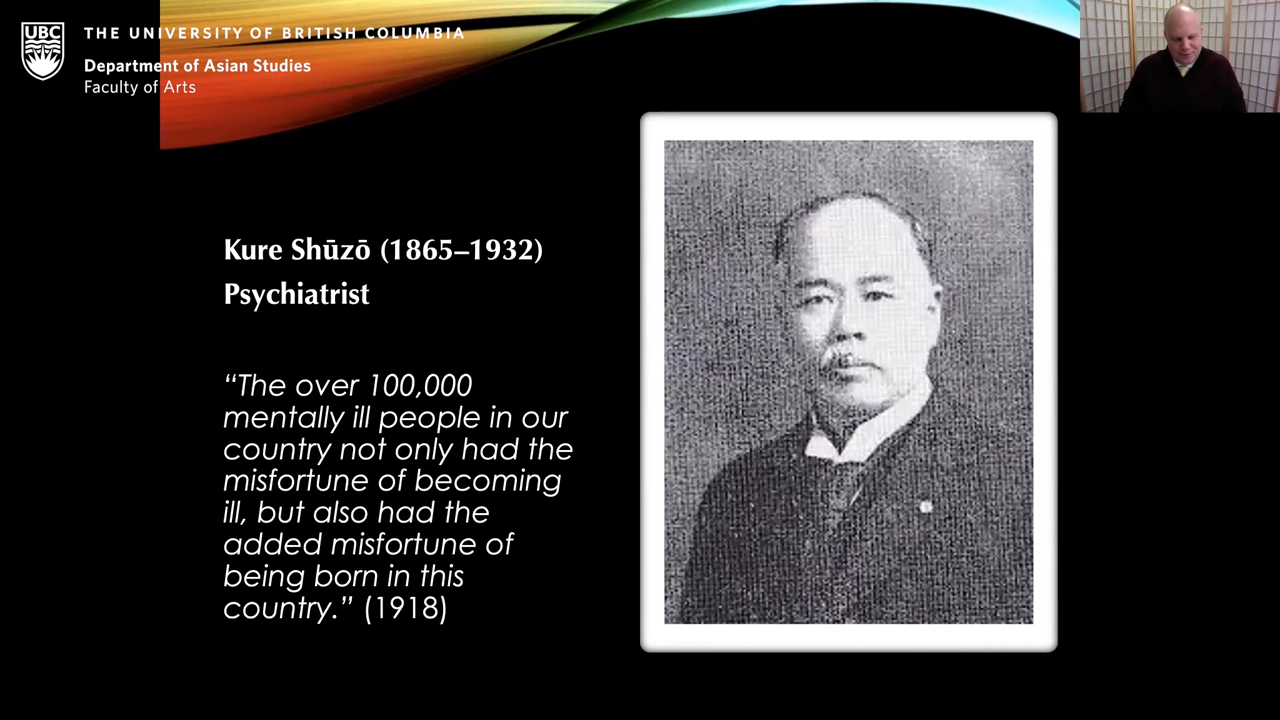 UBC
THE UNIVERSITY OF BRITISH COLUMBIA
Department of Asian Studies
Faculty of Arts
Kure Shūzō (1865–1932)
Psychiatrist
“The over 100,000
mentally ill people in our
country not only had the
misfortune of becoming
ill, but also had the
added misfortune of
being born in this
country.” (1918)